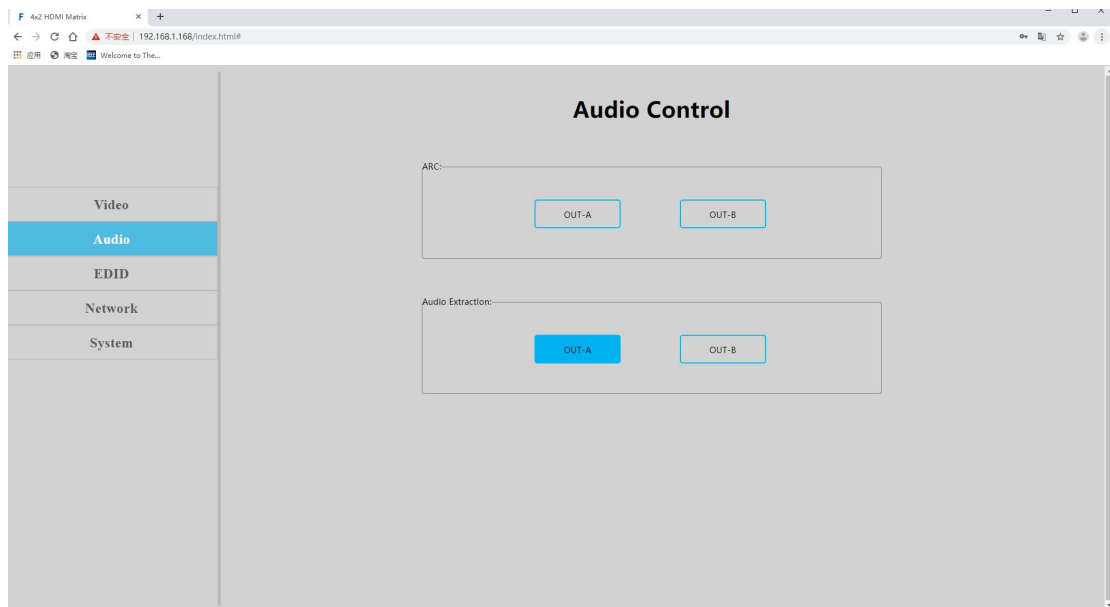 F 4x2 HDMI Matrix
不安全 | 192.168.1.168/index.html#
应用 淘宝 Welcome to The...
Audio Control
Video
Audio
EDID
Network
System
ARC:
OUT-A OUT-B
Audio Extraction:
OUT-A OUT-B